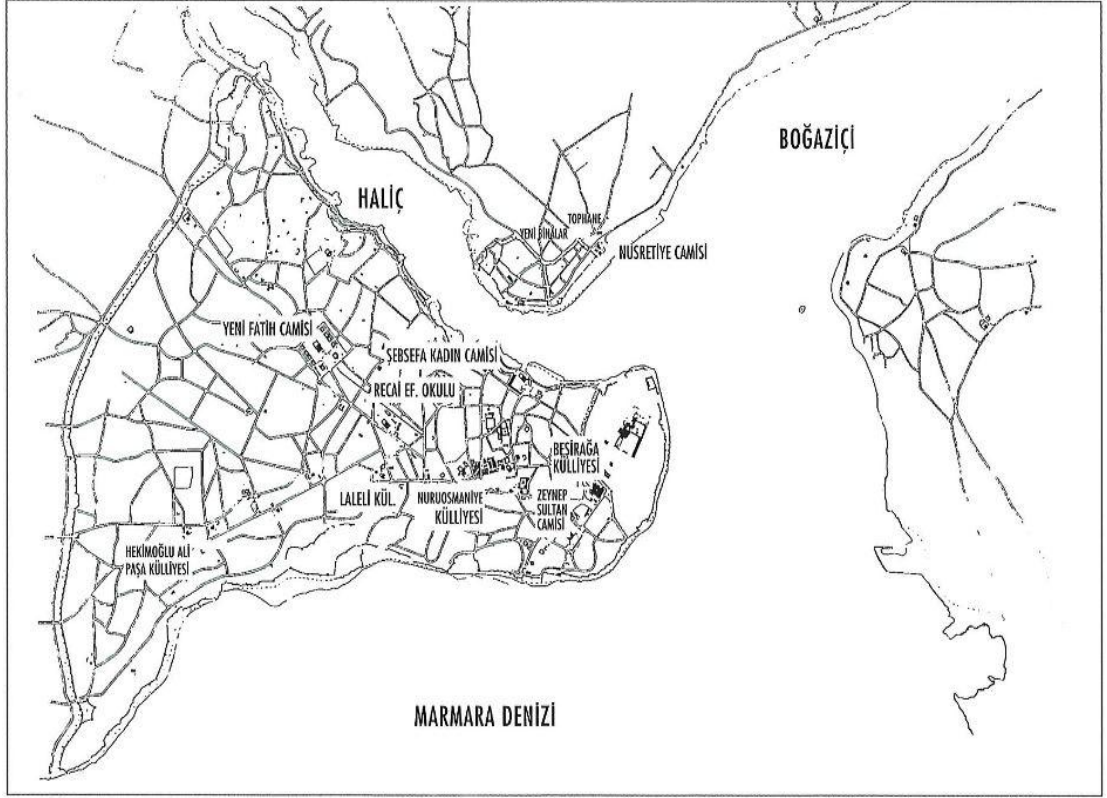 BOĞAZİÇİ
HALİÇ
TOPHANE
YENİ BİNALAR
NUSRETİYE CAMİSİ
YENİ FATİH CAMİSİ
ŞEBSEFA KADIN CAMİSİ
RECAİ EF. OKULU
BEŞİRAĞA
KÜLLİYESİ
LALELİ KÜL.
NURUOSMANİYE
KÜLLİYESİ
ZEYNEP
SULTAN
CAMİSİ
HEKİMOĞLU ALİ
PAŞA KÜLLİYESİ
MARMARA DENİZİ